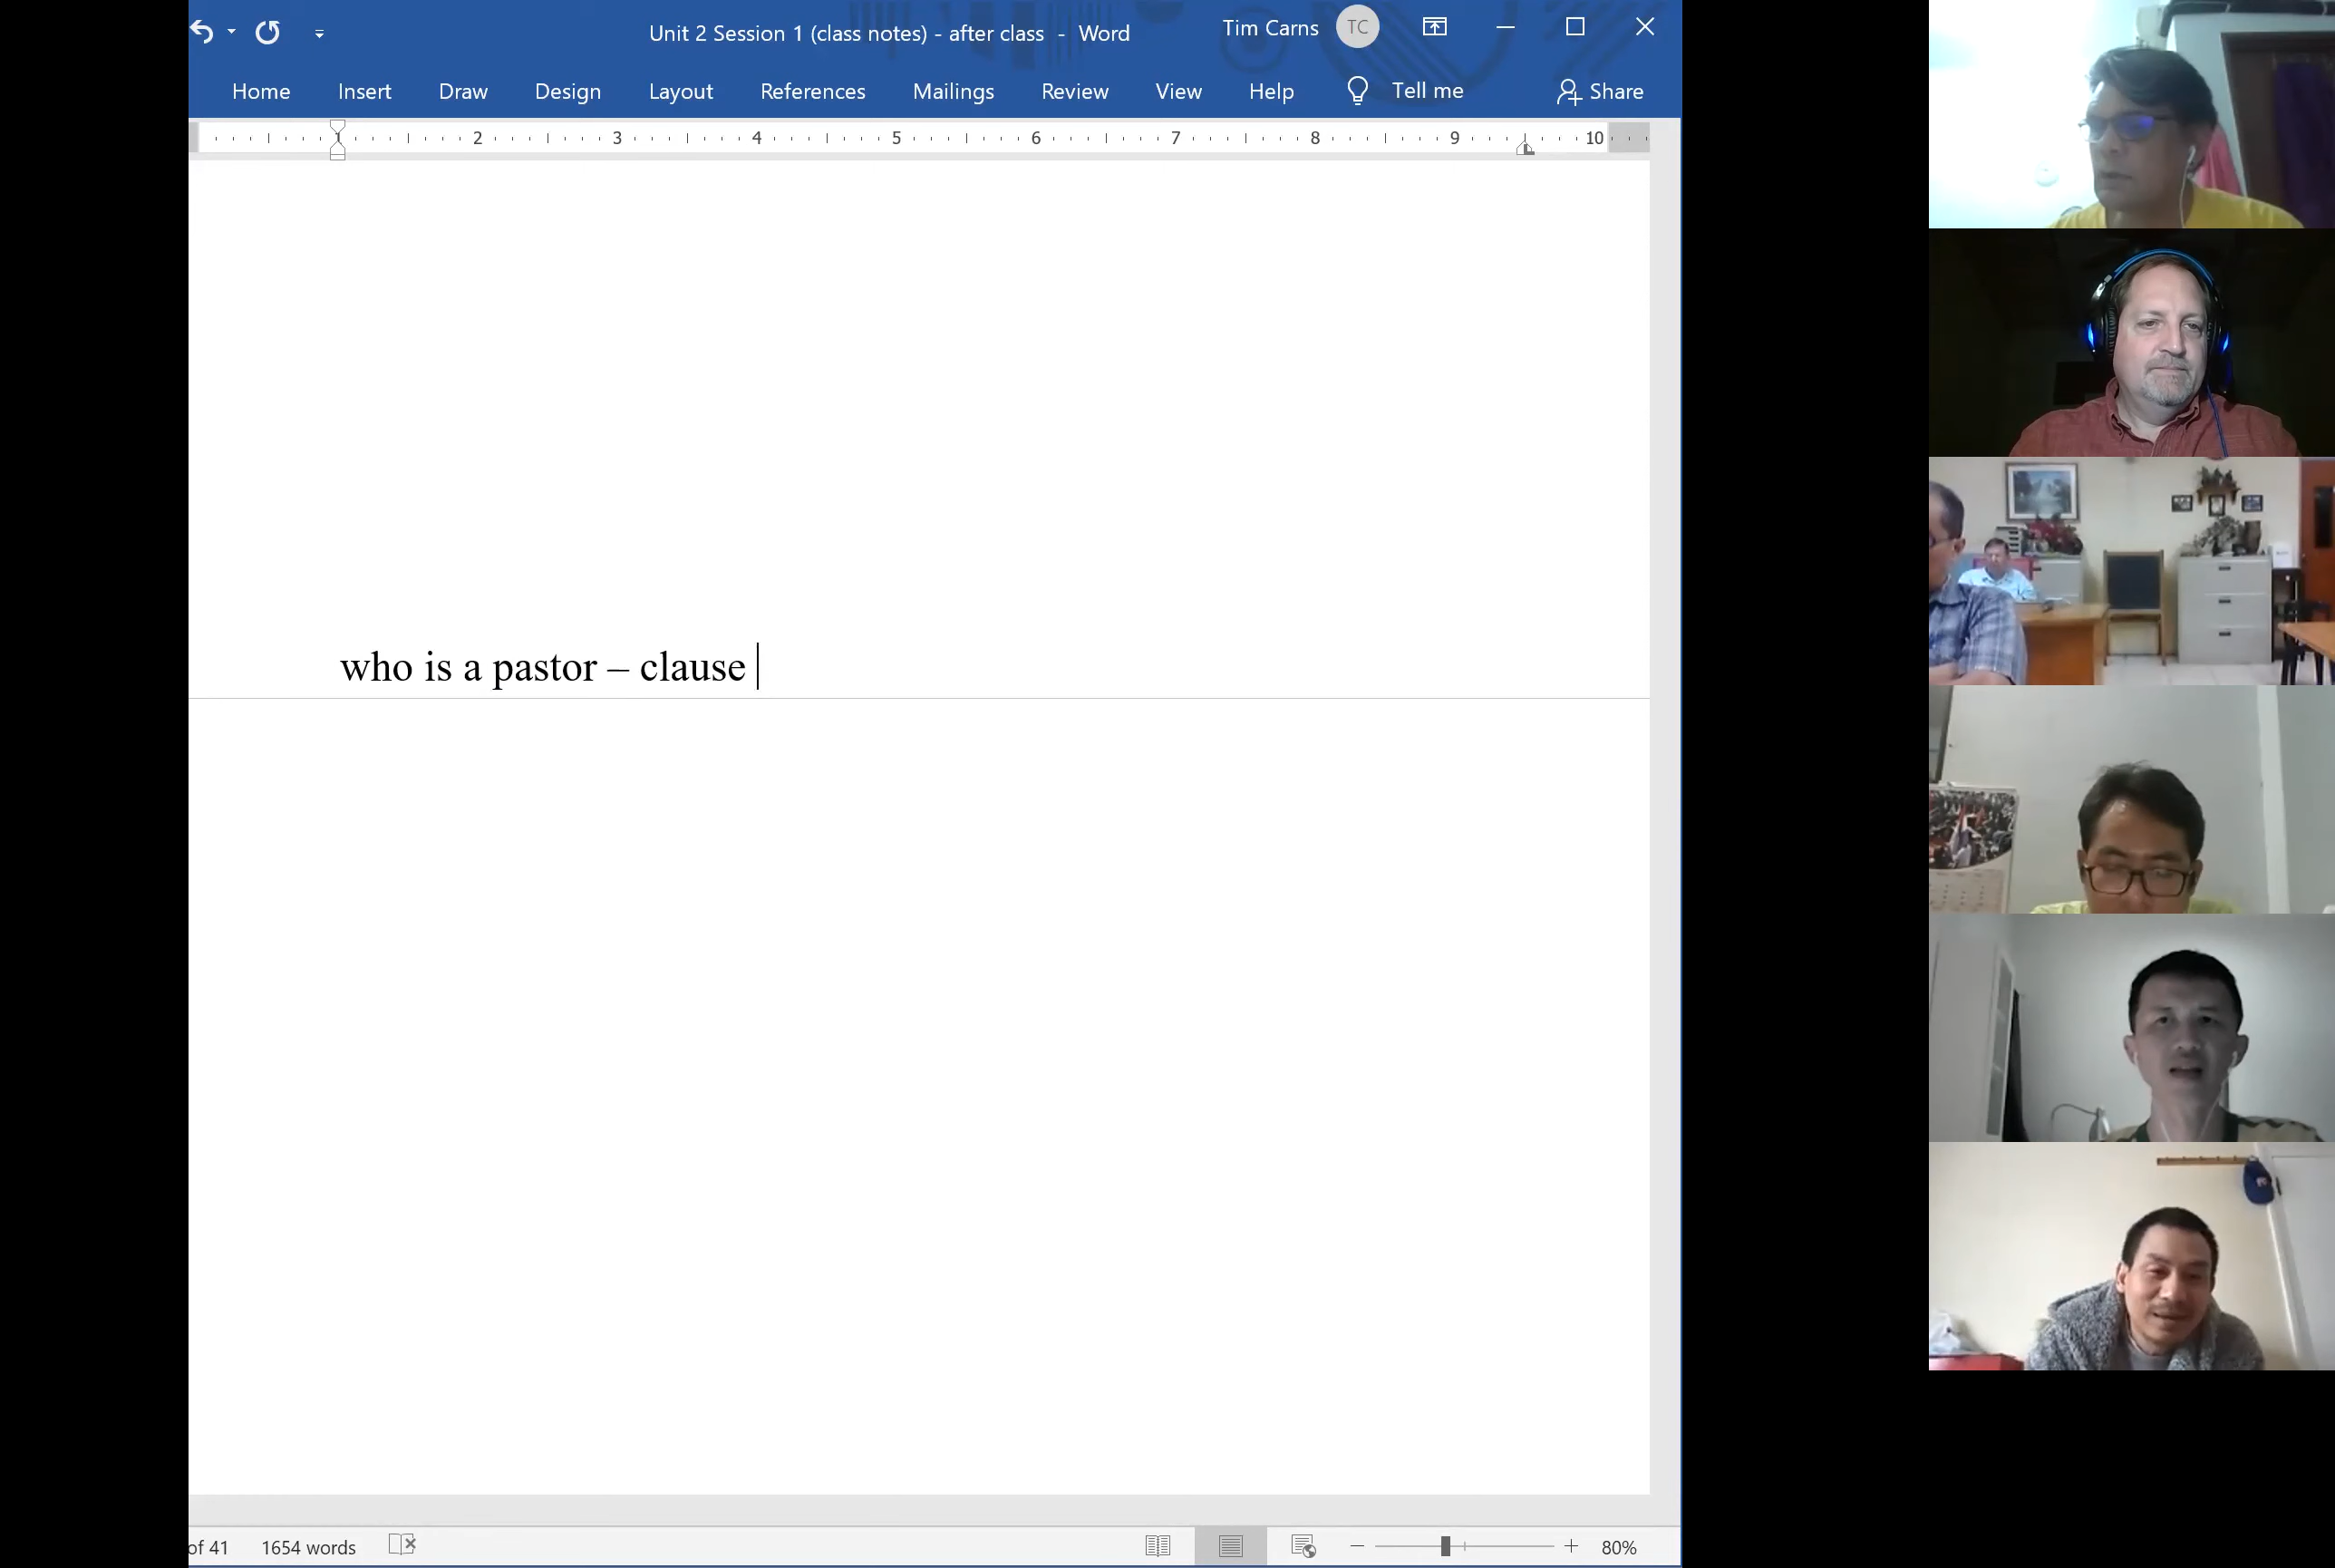 Unit 2 Session 1 (class notes) - after class - Word
Tim Carns TC
Home Insert Draw Design Layout References Mailings Review View Help Tell me Share
1 2 3 4 5 6 7 8 9 10
who is a pastor – clause
of 41 1654 words 80%